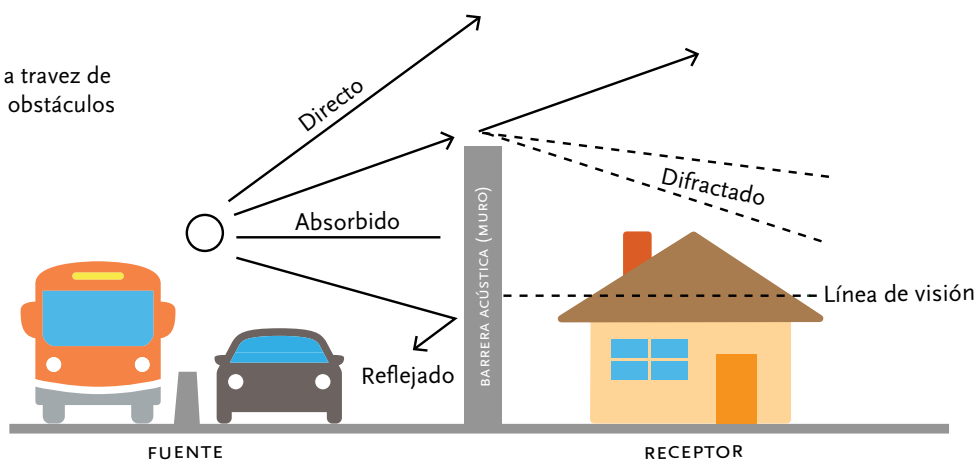 a travez de
obstáculos
Directo
Absorbido
Difractado
BARRERA ACÚSTICA (MURO)
Línea de visión
Reflejado
FUENTE
RECEPTOR